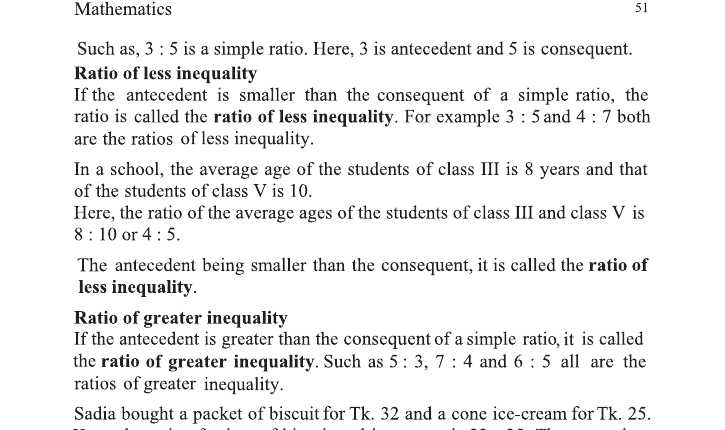 Mathematics 51
Such as, 3 : 5 is a simple ratio. Here, 3 is antecedent and 5 is consequent.
Ratio of less inequality
If the antecedent is smaller than the consequent of a simple ratio, the
ratio is called the ratio of less inequality. For example 3 : 5 and 4 : 7 both
are the ratios of less inequality.
In a school, the average age of the students of class III is 8 years and that
of the students of class V is 10.
Here, the ratio of the average ages of the students of class III and class V is
8 : 10 or 4 : 5.
The antecedent being smaller than the consequent, it is called the ratio of
less inequality.
Ratio of greater inequality
If the antecedent is greater than the consequent of a simple ratio, it is called
the ratio of greater inequality. Such as 5 : 3, 7 : 4 and 6 : 5 all are the
ratios of greater inequality.
Sadia bought a packet of biscuit for Tk. 32 and a cone ice-cream for Tk. 25.